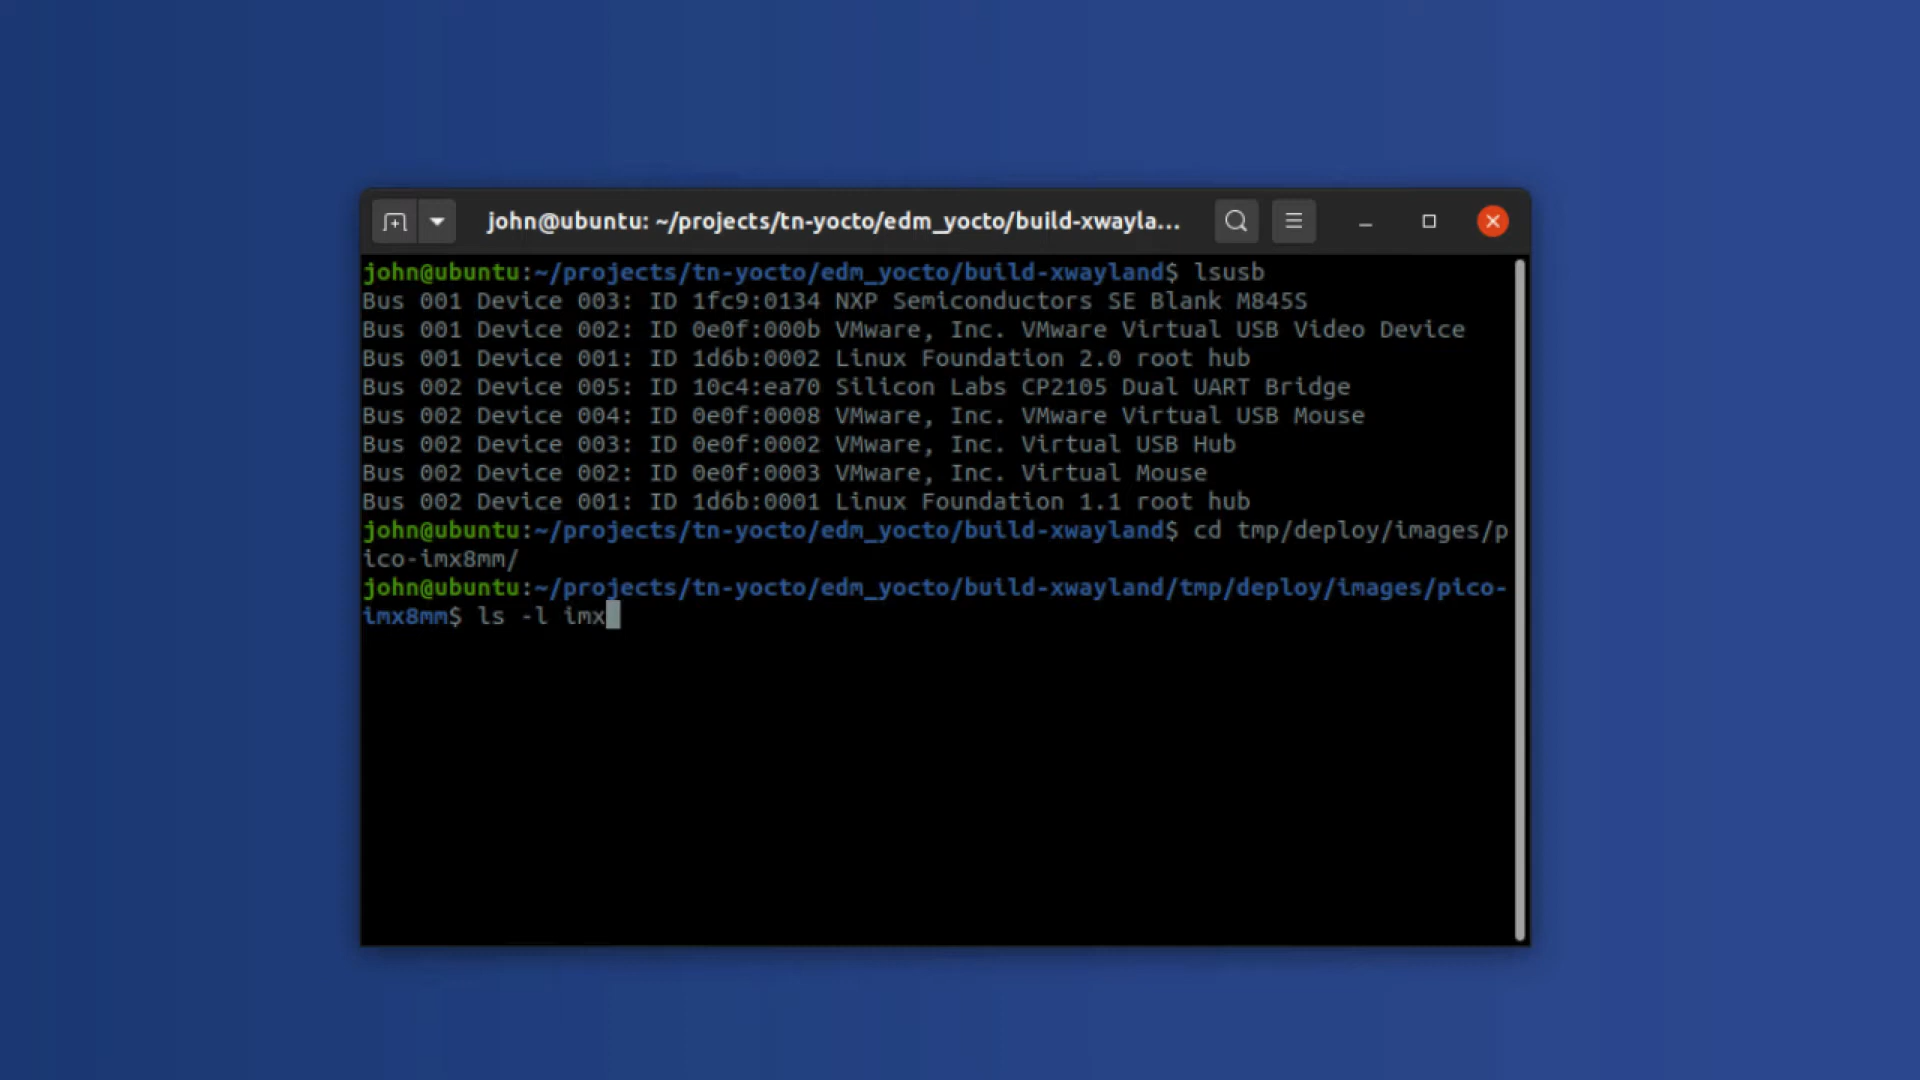 john@ubuntu: ~/projects/tn-yocto/edm_yocto/build-xwayla...
john@ubuntu:~/projects/tn-yocto/edm_yocto/build-xwayland$ lsusb
Bus 001 Device 003: ID 1fc9:0134 NXP Semiconductors SE Blank M845S
Bus 001 Device 002: ID 0e0f:000b VMware, Inc. VMware Virtual USB Video Device
Bus 001 Device 001: ID 1d6b:0002 Linux Foundation 2.0 root hub
Bus 002 Device 005: ID 10c4:ea70 Silicon Labs CP2105 Dual UART Bridge
Bus 002 Device 004: ID 0e0f:0008 VMware, Inc. VMware Virtual USB Mouse
Bus 002 Device 003: ID 0e0f:0002 VMware, Inc. Virtual USB Hub
Bus 002 Device 002: ID 0e0f:0003 VMware, Inc. Virtual Mouse
Bus 002 Device 001: ID 1d6b:0001 Linux Foundation 1.1 root hub
john@ubuntu:~/projects/tn-yocto/edm_yocto/build-xwayland$ cd tmp/deploy/images/p
ico-imx8mm/
john@ubuntu:~/projects/tn-yocto/edm_yocto/build-xwayland/tmp/deploy/images/pico-
imx8mm$ ls -l imx